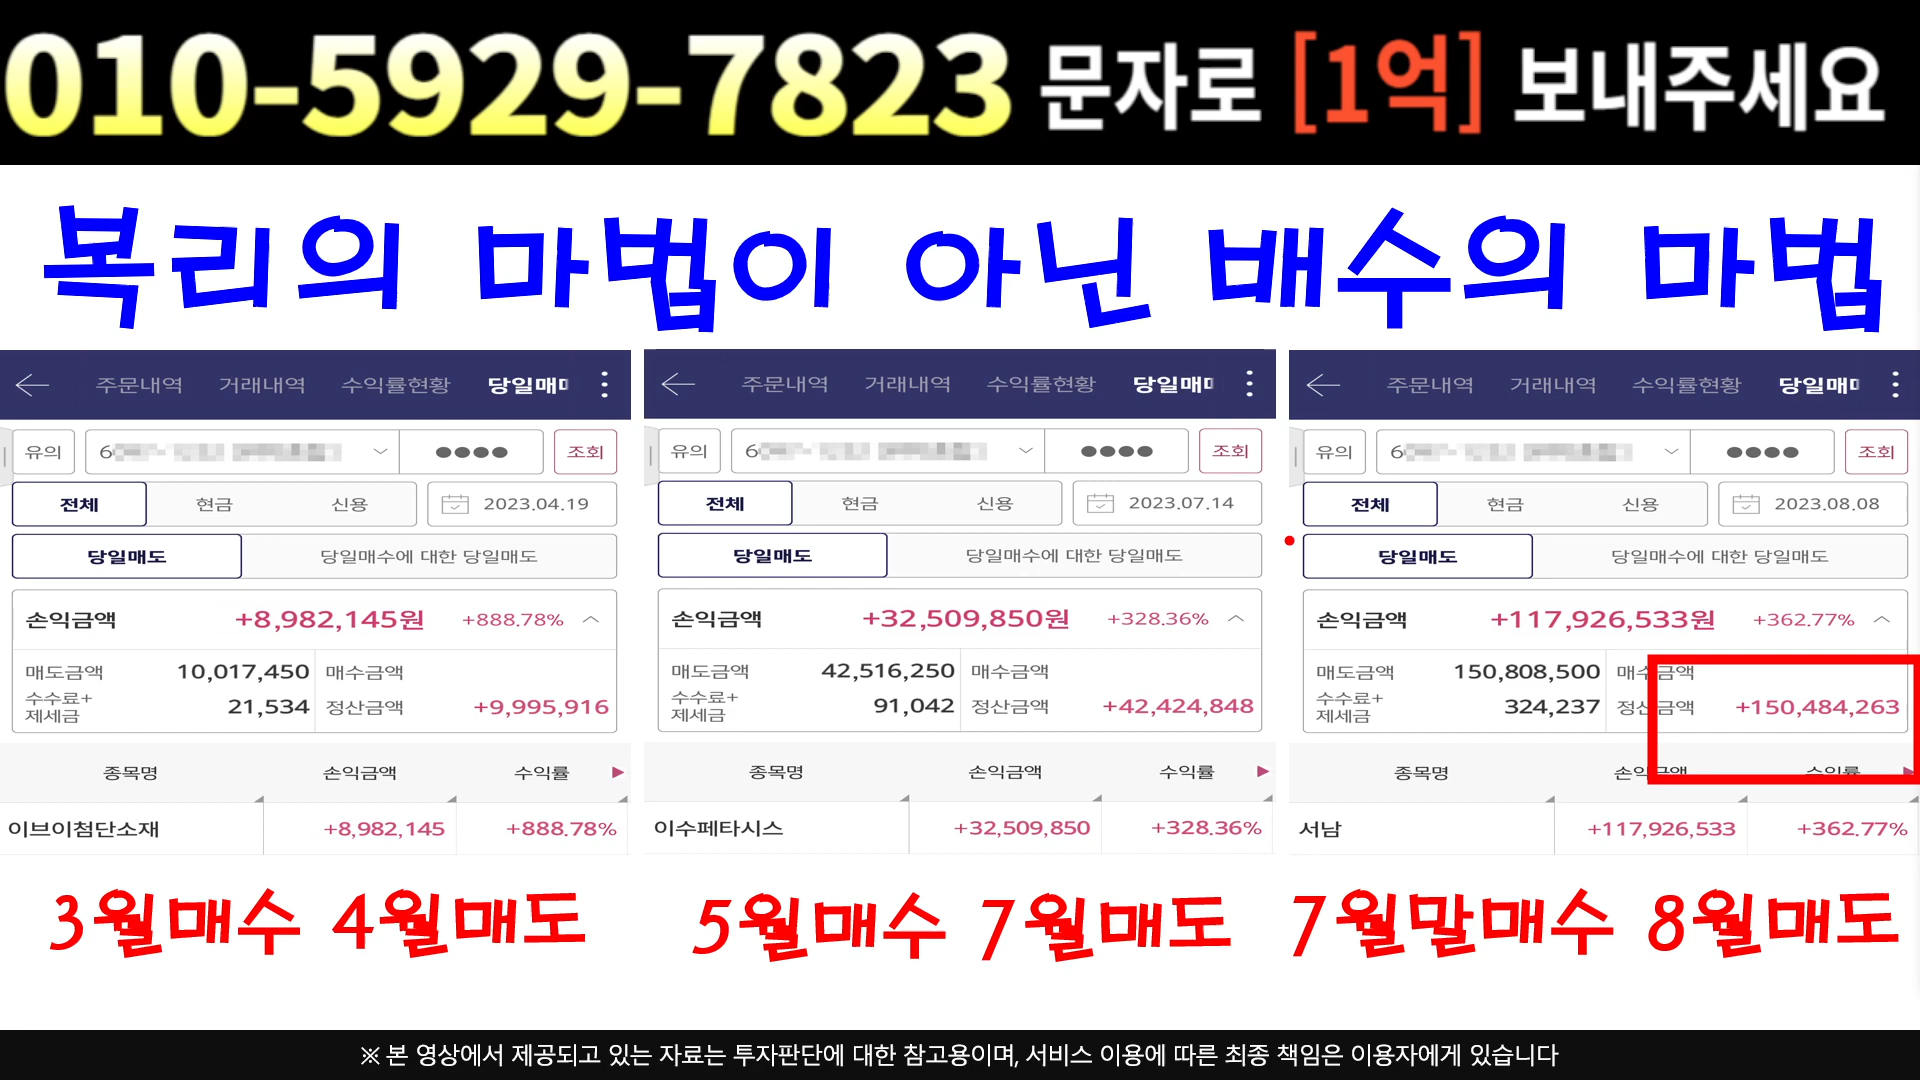 010-5929-7823 문자로 [1억] 보내주세요
복리의 마법이 아닌 배수의 마법
주문내역 거래내역 수익률현황 당일매매
유의 6 ●●●● 조회
전체 현금 신용 2023.04.19
당일매도 당일매수에 대한 당일매도
손익금액 +8,982,145원 +888.78%
매도금액 10,017,450 매수금액
수수료+
제세금 21,534 정산금액 +9,995,916
종목명 손익금액 수익률
이브이첨단소재 +8,982,145 +888.78%
3월매수 4월매도
주문내역 거래내역 수익률현황 당일매매
유의 6 ●●●● 조회
전체 현금 신용 2023.07.14
당일매도 당일매수에 대한 당일매도
손익금액 +32,509,850원 +328.36%
매도금액 42,516,250 매수금액
수수료+
제세금 91,042 정산금액 +42,424,848
종목명 손익금액 수익률
이수페타시스 +32,509,850 +328.36%
5월매수 7월매도
주문내역 거래내역 수익률현황 당일매매
유의 6 ●●●● 조회
전체 현금 신용 2023.08.08
당일매도 당일매수에 대한 당일매도
손익금액 +117,926,533원 +362.77%
매도금액 150,808,500 매수금액
수수료+
제세금 324,237 정산금액 +150,484,263
종목명 손익금액 수익률
서남 +117,926,533 +362.77%
7월말매수 8월매도
※ 본 영상에서 제공되고 있는 자료는 투자판단에 대한 참고용이며, 서비스 이용에 따른 최종 책임은 이용자에게 있습니다